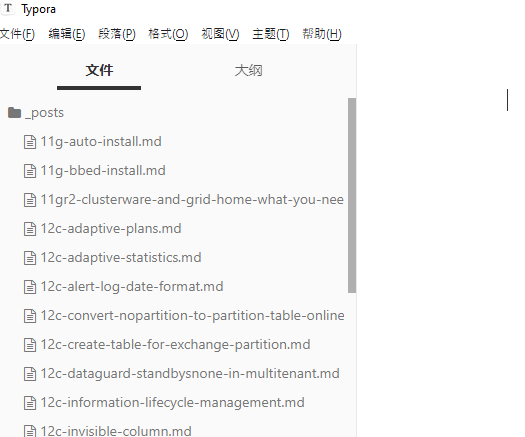 T Typora
文件(F) 编辑(E) 段落(P) 格式(O) 视图(V) 主题(T) 帮助(H)
文件 大纲
_posts
11g-auto-install.md
11g-bbed-install.md
11gr2-clusterware-and-grid-home-what-you-nee
12c-adaptive-plans.md
12c-adaptive-statistics.md
12c-alert-log-date-format.md
12c-convert-nopartition-to-partition-table-online
12c-create-table-for-exchange-partition.md
12c-dataguard-standbysnone-in-multitenant.md
12c-information-lifecycle-management.md
12c-invisible-column.md